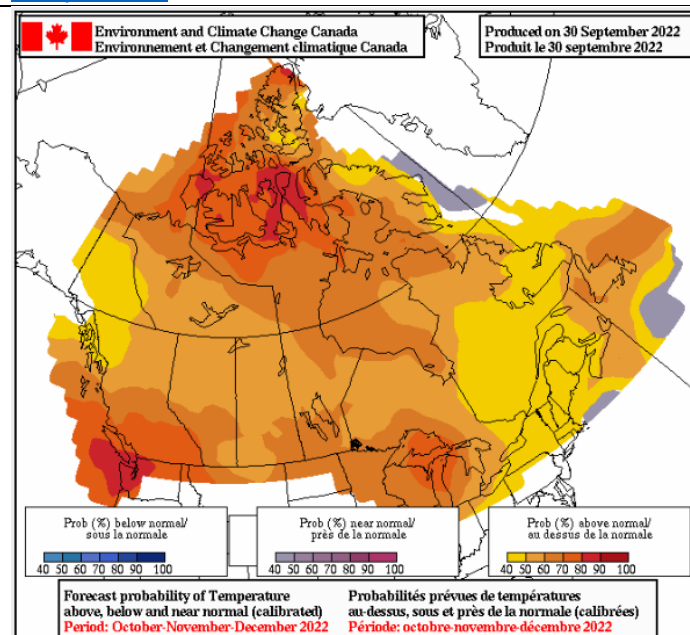 Environment and Climate Change Canada
Environnement et Changement climatique Canada
Produced on 30 September 2022
Produit le 30 septembre 2022
Prob (%) below normal/
sous la normale
40 50 60 70 80 90 100
Prob (%) near normal/
près de la normale
40 50 60 70 80 90 100
Prob (%) above normal/
au dessus de la normale
40 50 60 70 80 90 100
Forecast probability of Temperature
above, below and near normal (calibrated)
Period: October-November-December 2022
Probabilités prévues de températures
au-dessus, sous et près de la normale (calibrées)
Période: octobre-novembre-décembre 2022